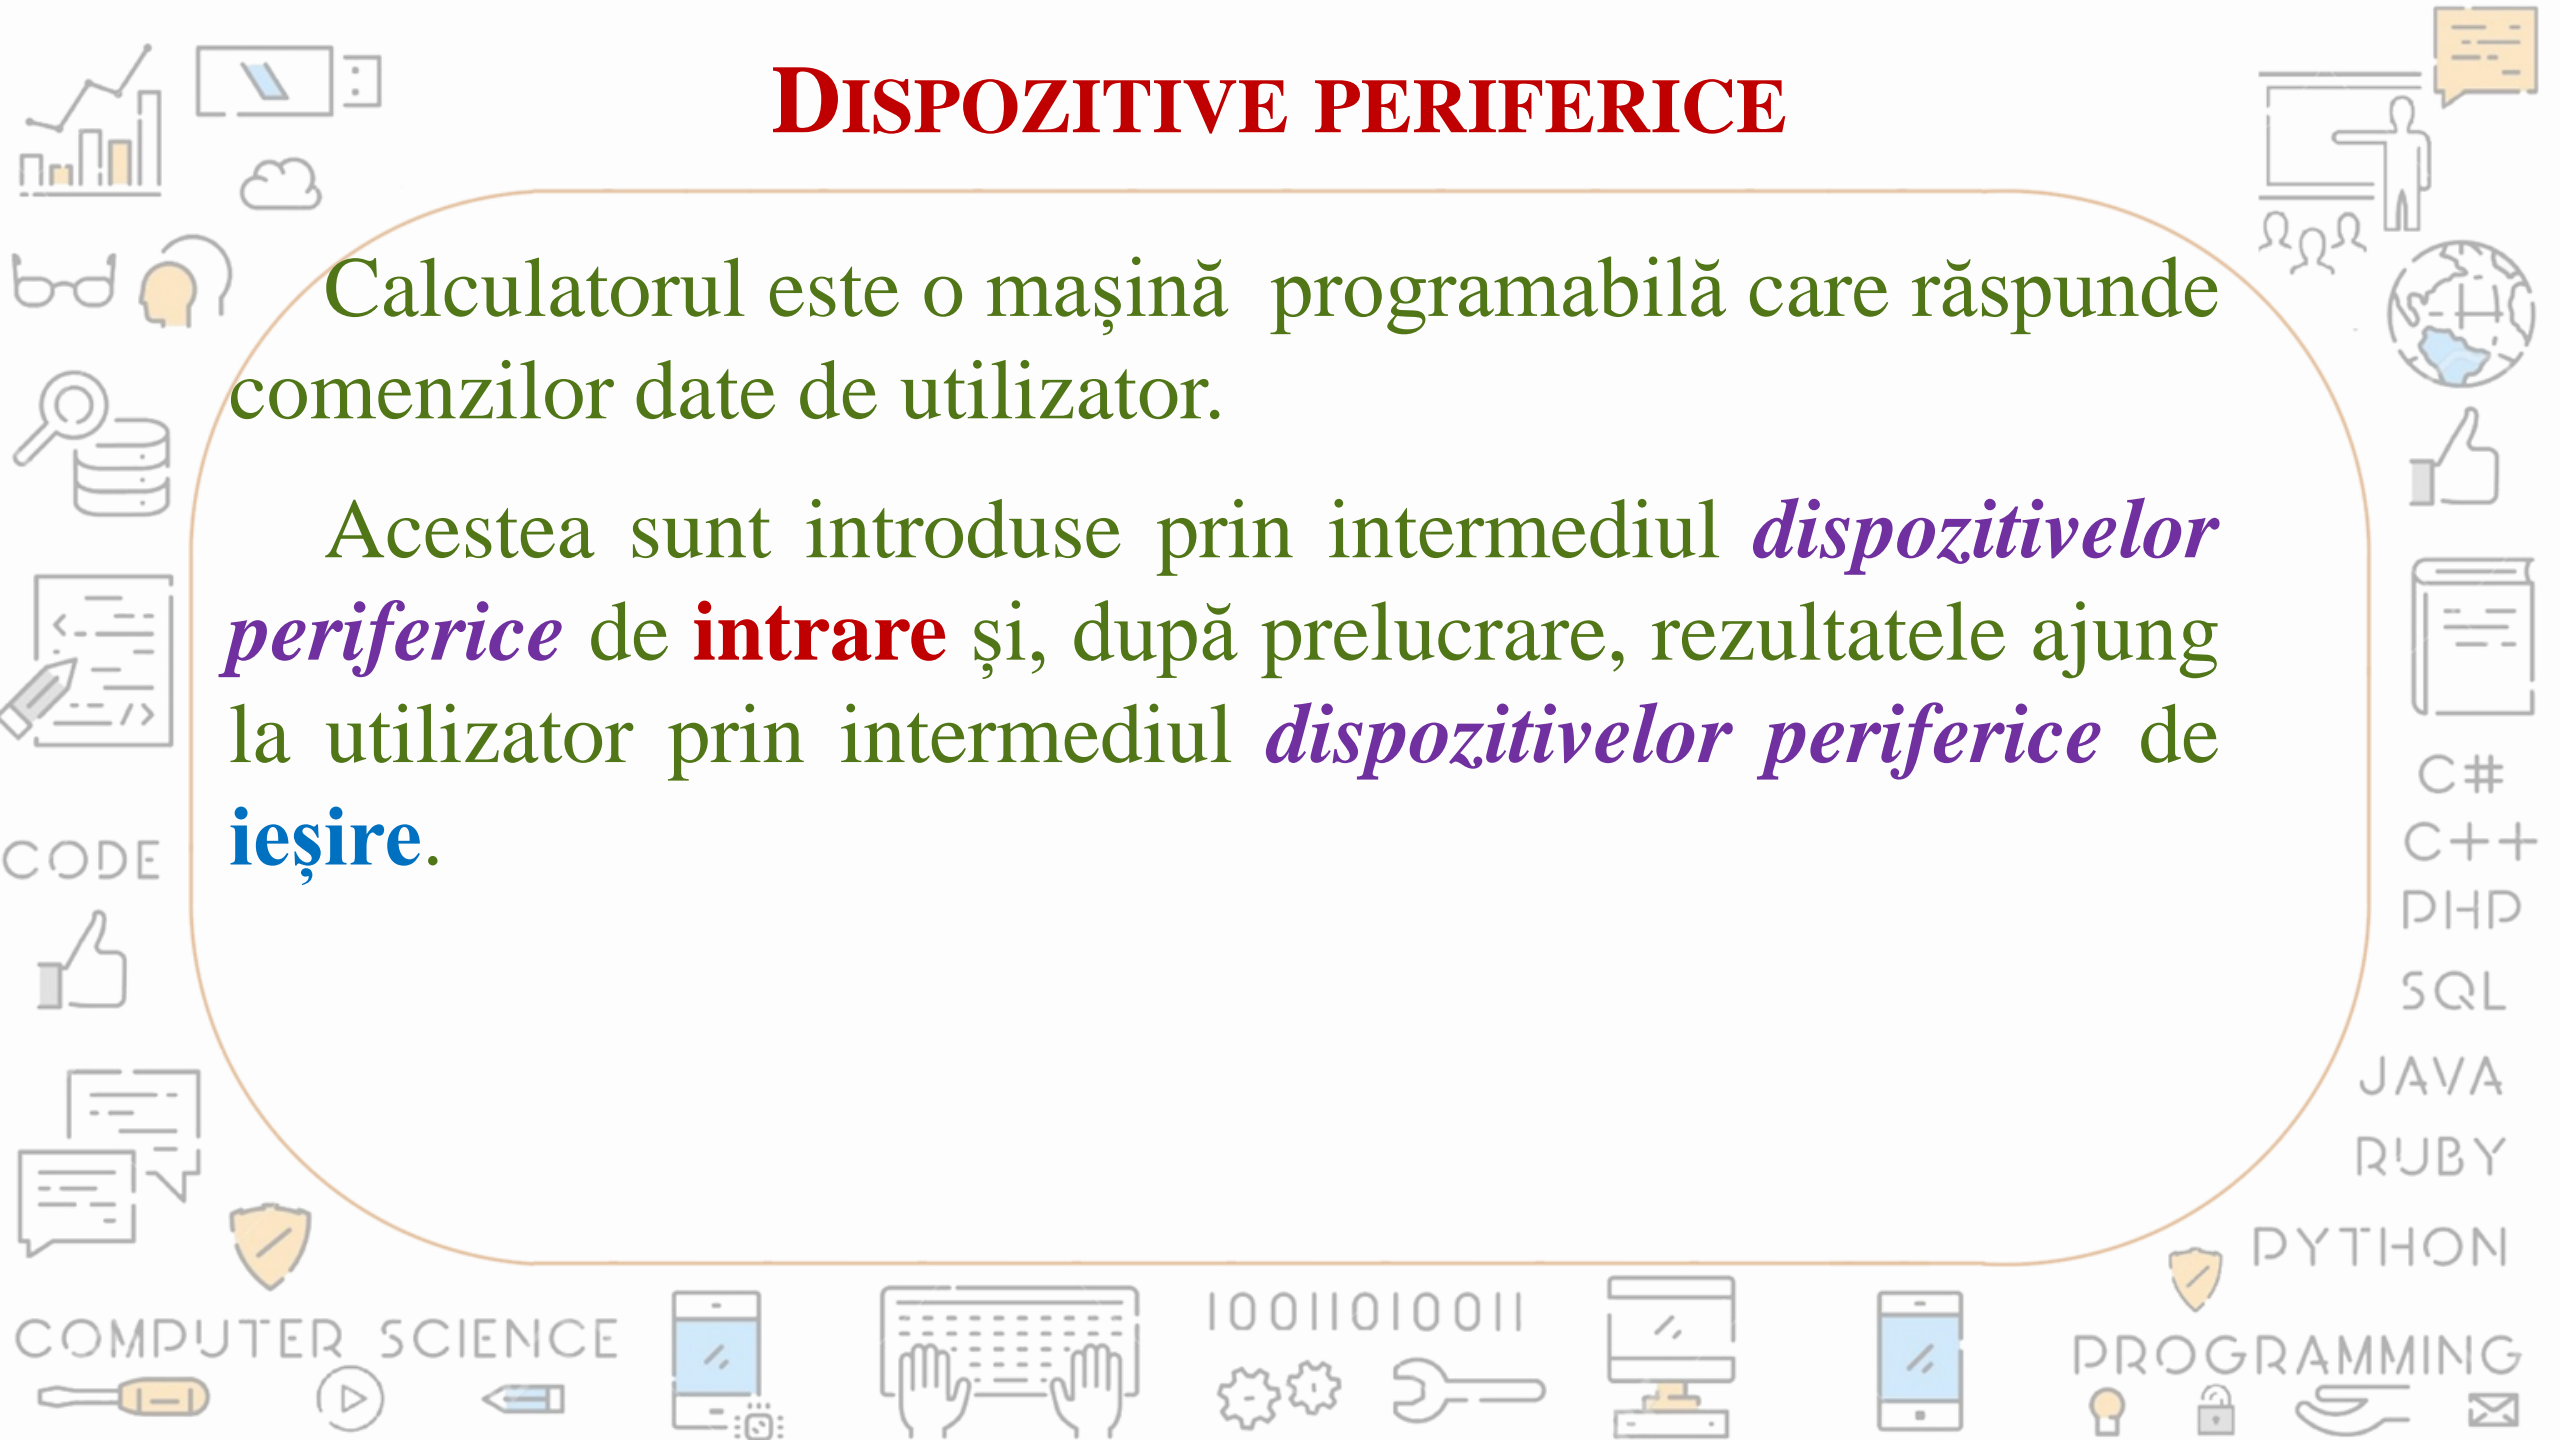 DISPOZITIVE PERIFERICE
Calculatorul este o mașină  programabilă care răspunde
comenzilor date de utilizator.
Acestea sunt introduse prin intermediul dispozitivelor
periferice de intrare și, după prelucrare, rezultatele ajung
la utilizator prin intermediul dispozitivelor periferice de
ieșire.
CODE
C#
C++
PHP
SQL
JAVA
RUBY
PYTHON
COMPUTER SCIENCE
10011010011
PROGRAMMING